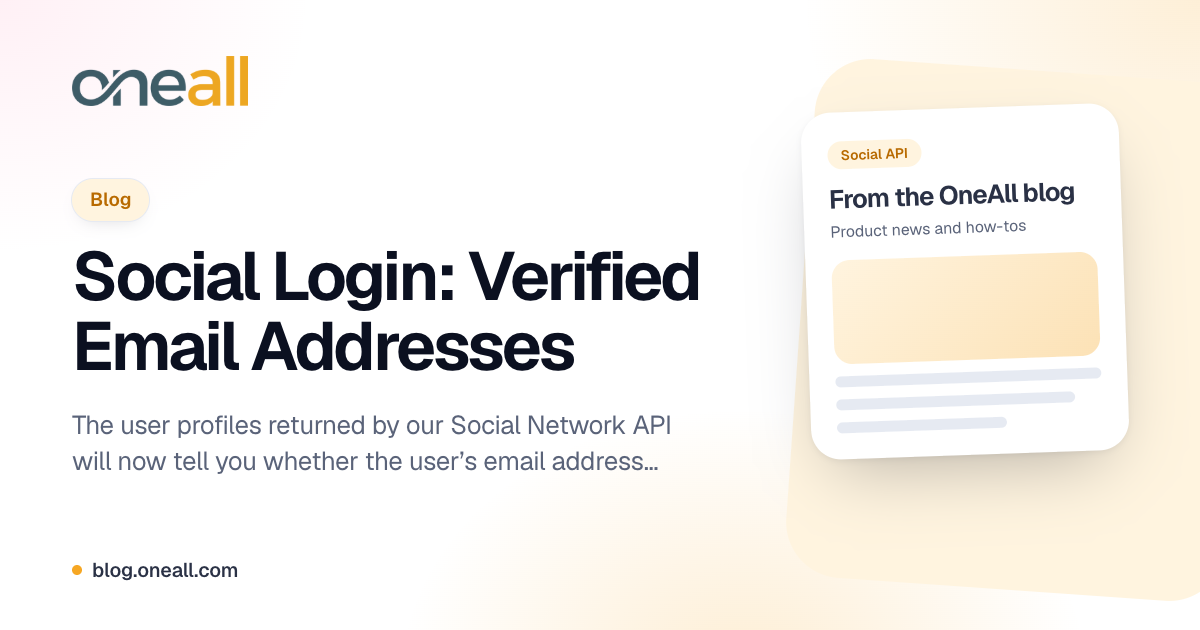 oneall
Blog
Social Login: Verified
Email Addresses
The user profiles returned by our Social Network API
will now tell you whether the user’s email address...
blog.oneall.com
Social API
From the OneAll blog
Product news and how-tos